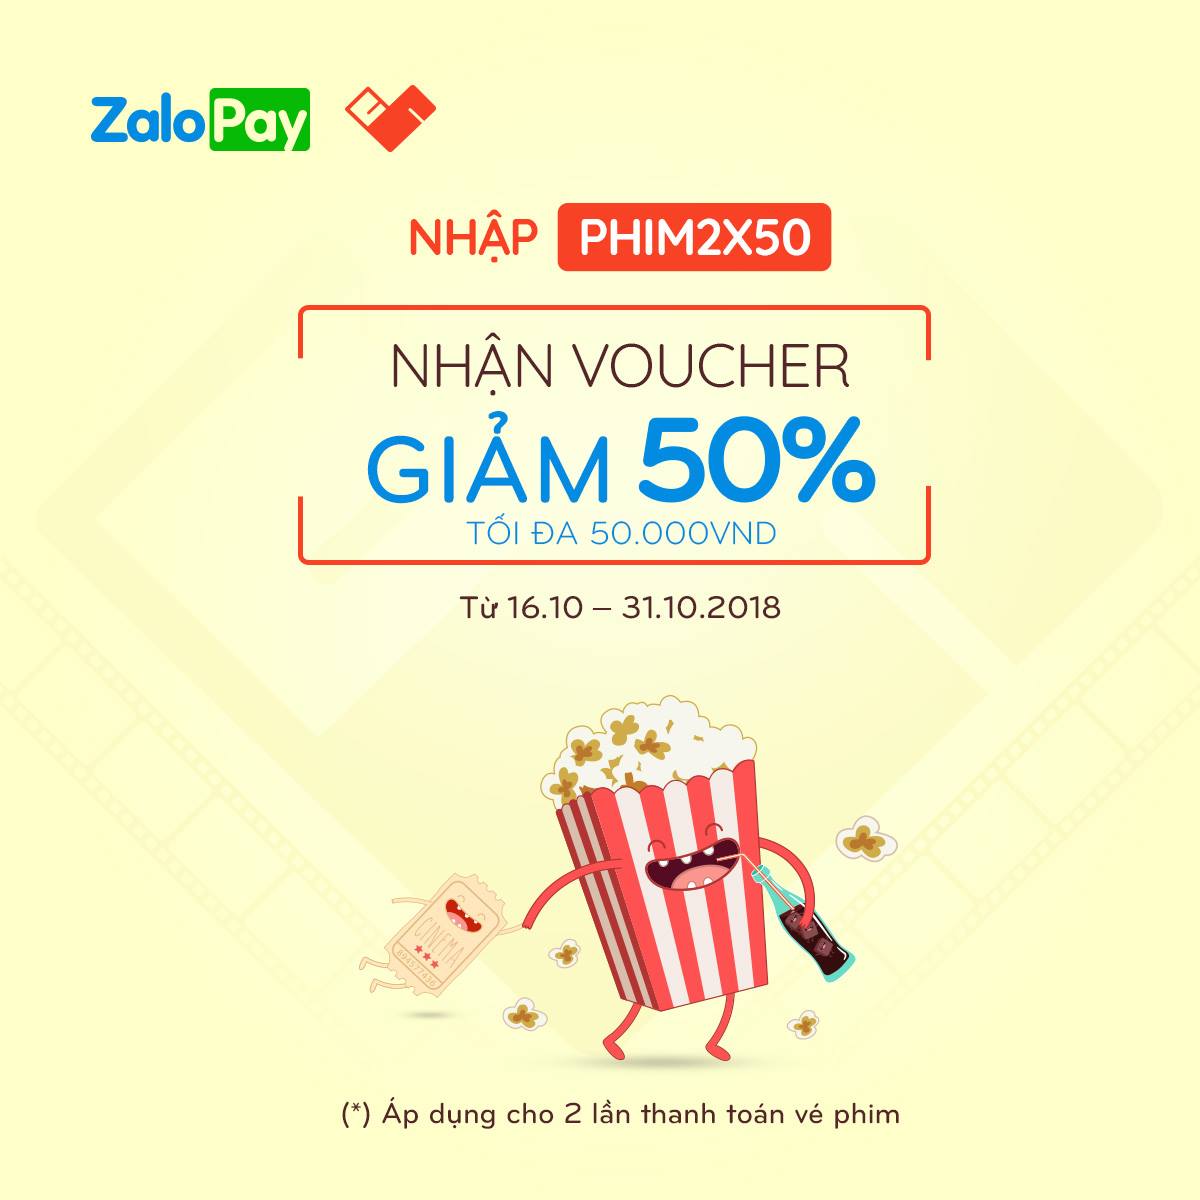 ZaloPay
NHẬP PHIM2X50
NHẬN VOUCHER
GIẢM 50%
TỐI ĐA 50.000VND
Từ 16.10 – 31.10.2018
CINEMA
894577436
(*) Áp dụng cho 2 lần thanh toán vé phim